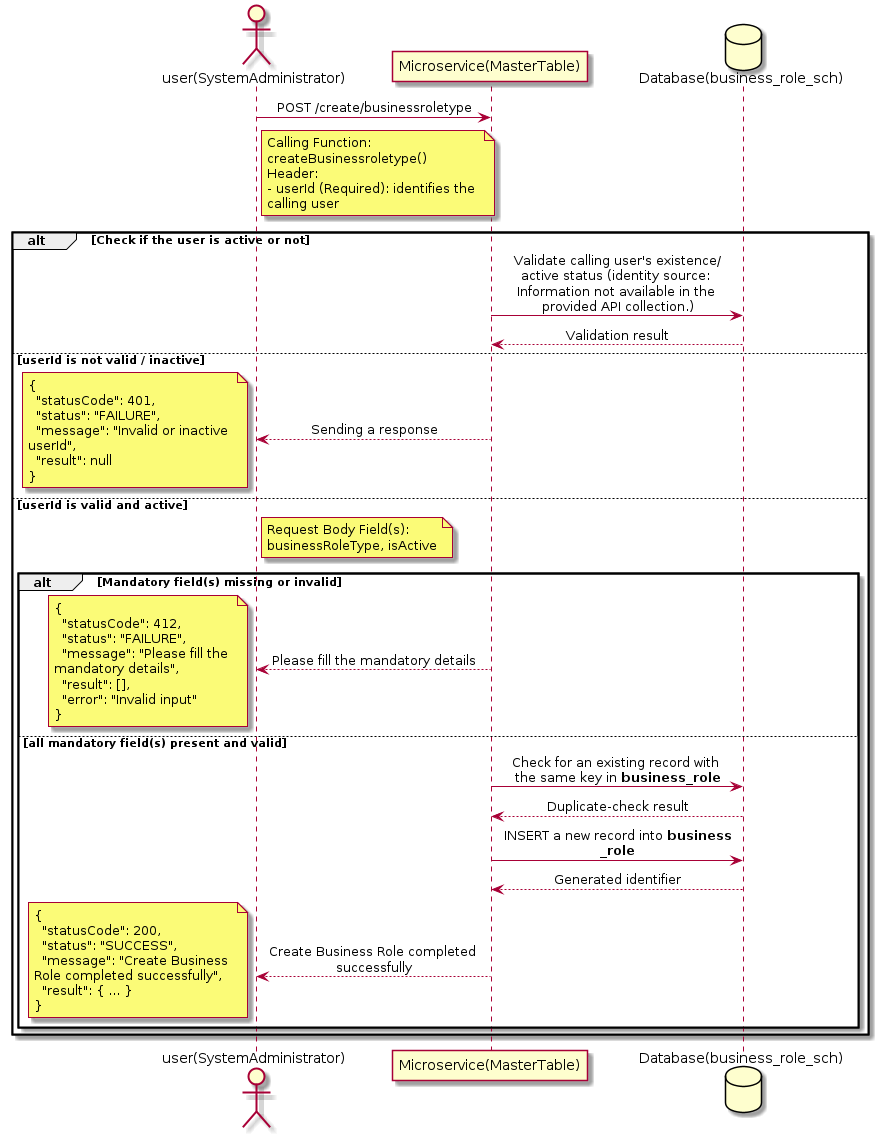 user(SystemAdministrator)
Microservice(MasterTable)
Database(business_role_sch)
POST /create/businessroletype
Calling Function:
createBusinessroletype()
Header:
- userId (Required): identifies the
calling user
alt
[Check if the user is active or not]
Validate calling user's existence/
active status (identity source:
Information not available in the
provided API collection.)
Validation result
[userId is not valid / inactive]
{
"statusCode": 401,
"status": "FAILURE",
"message": "Invalid or inactive
userId",
"result": null
}
Sending a response
[userId is valid and active]
Request Body Field(s):
businessRoleType, isActive
alt
[Mandatory field(s) missing or invalid]
{
"statusCode": 412,
"status": "FAILURE",
"message": "Please fill the
mandatory details",
"result": [],
"error": "Invalid input"
}
Please fill the mandatory details
[all mandatory field(s) present and valid]
Check for an existing record with
the same key in business_role
Duplicate-check result
INSERT a new record into business
_role
Generated identifier
{
"statusCode": 200,
"status": "SUCCESS",
"message": "Create Business
Role completed successfully",
"result": { ... }
}
Create Business Role completed
successfully
user(SystemAdministrator)
Microservice(MasterTable)
Database(business_role_sch)